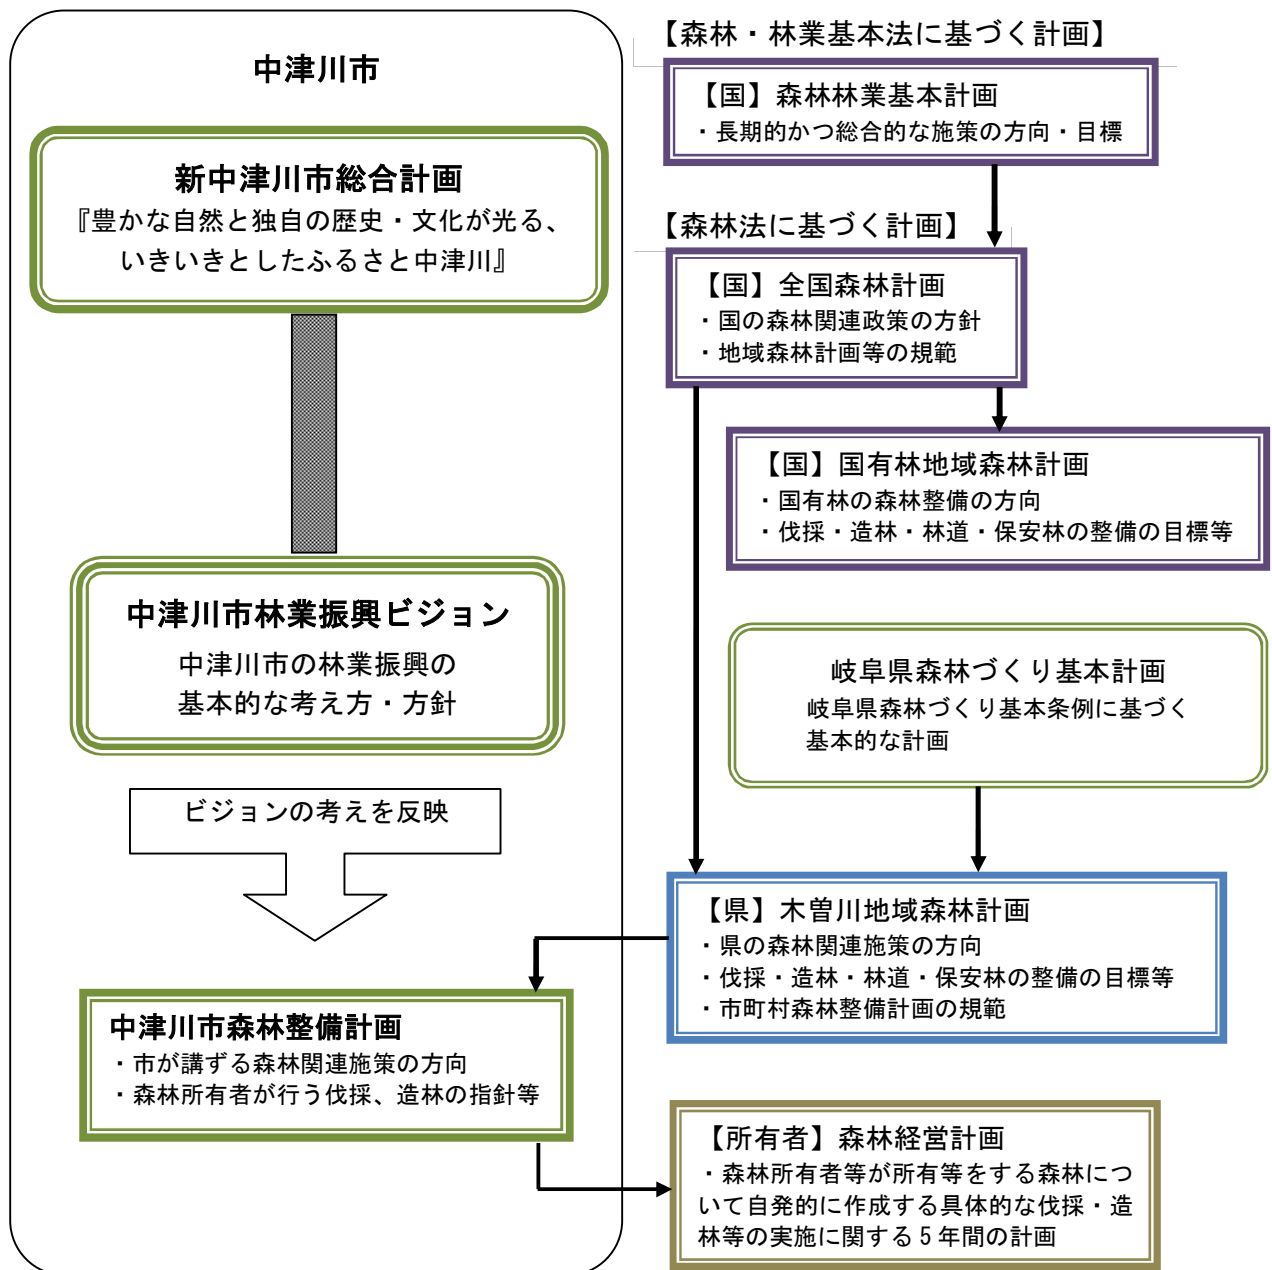 中津川市
新中津川市総合計画
『豊かな自然と独自の歴史・文化が光る、
いきいきとしたふるさと中津川』
中津川市林業振興ビジョン
中津川市の林業振興の
基本的な考え方・方針
ビジョンの考えを反映
中津川市森林整備計画
・市が講ずる森林関連施策の方向
・森林所有者が行う伐採、造林の指針等
【森林・林業基本法に基づく計画】
【国】森林林業基本計画
・長期的かつ総合的な施策の方向・目標
【森林法に基づく計画】
【国】全国森林計画
・国の森林関連政策の方針
・地域森林計画等の規範
【国】国有林地域森林計画
・国有林の森林整備の方向
・伐採・造林・林道・保安林の整備の目標等
岐阜県森林づくり基本計画
岐阜県森林づくり基本条例に基づく
基本的な計画
【県】木曽川地域森林計画
・県の森林関連施策の方向
・伐採・造林・林道・保安林の整備の目標等
・市町村森林整備計画の規範
【所有者】森林経営計画
・森林所有者等が所有等をする森林につ
いて自発的に作成する具体的な伐採・造
林等の実施に関する5年間の計画